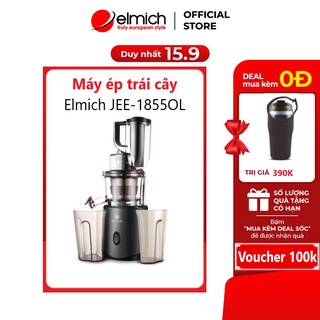 elmich
truly european style
OFFICIAL
STORE
Duy nhất 15.9
Máy ép trái cây
Elmich JEE-1855OL
DEAL
mua kèm 0Đ
TRỊ GIÁ 390K
SỐ LƯỢNG
QUÀ TẶNG
CÓ HẠN
Bấm
"MUA KÈM DEAL SỐC"
để được nhận quà
Voucher 100k